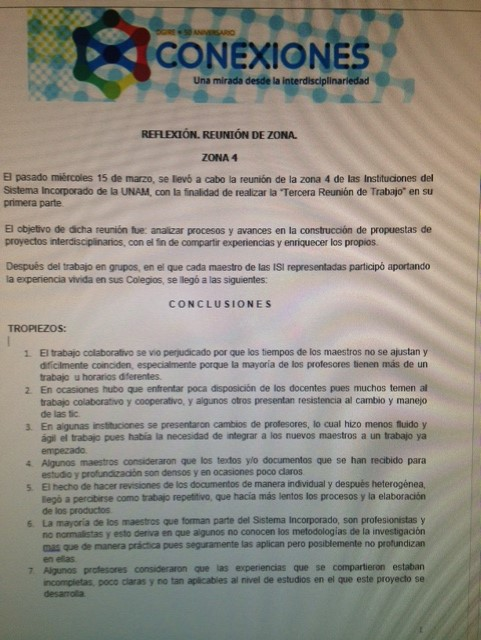 DGIRE 50 ANIVERSARIO
CONEXIONES
Una mirada desde la interdisciplinariedad
REFLEXIÓN. REUNIÓN DE ZONA.
ZONA 4
El pasado miércoles 15 de marzo, se llevó a cabo la reunión de la zona 4 de las Instituciones del
Sistema Incorporado de la UNAM, con la finalidad de realizar la "Tercera Reunión de Trabajo" en su
primera parte.
El objetivo de dicha reunión fue: analizar procesos y avances en la construcción de propuestas de
proyectos interdisciplinarios, con el fin de compartir experiencias y enriquecer los propios.
Después del trabajo en grupos, en el que cada maestro de las ISI representadas participó aportando
la experiencia vivida en sus Colegios, se llegó a las siguientes:
C O N C L U S I O N E S
TROPIEZOS:
1. El trabajo colaborativo se vio perjudicado por que los tiempos de los maestros no se ajustan y
difícilmente coinciden, especialmente porque la mayoría de los profesores tienen más de un
trabajo u horarios diferentes.
2. En ocasiones hubo que enfrentar poca disposición de los docentes pues muchos temen al
trabajo colaborativo y cooperativo, y algunos otros presentan resistencia al cambio y manejo
de las tic.
3. En algunas instituciones se presentaron cambios de profesores, lo cual hizo menos fluido y
ágil el trabajo pues había la necesidad de integrar a los nuevos maestros a un trabajo ya
empezado.
4. Algunos maestros consideraron que los textos y/o documentos que se han recibido para
estudio y profundización son densos y en ocasiones poco claros.
5. El hecho de hacer revisiones de los documentos de manera individual y después heterogénea,
llegó a percibirse como trabajo repetitivo, que hacía más lentos los procesos y la elaboración
de los productos.
6. La mayoría de los maestros que forman parte del Sistema Incorporado, son profesionistas y
no normalistas y esto deriva en que algunos no conocen los metodologías de la investigación
mas que de manera práctica pues seguramente las aplican pero posiblemente no profundizan
en ellas.
7. Algunos profesores consideraron que las experiencias que se compartieron estaban
incompletas, poco claras y no tan aplicables al nivel de estudios en el que este proyecto se
desarrolla.